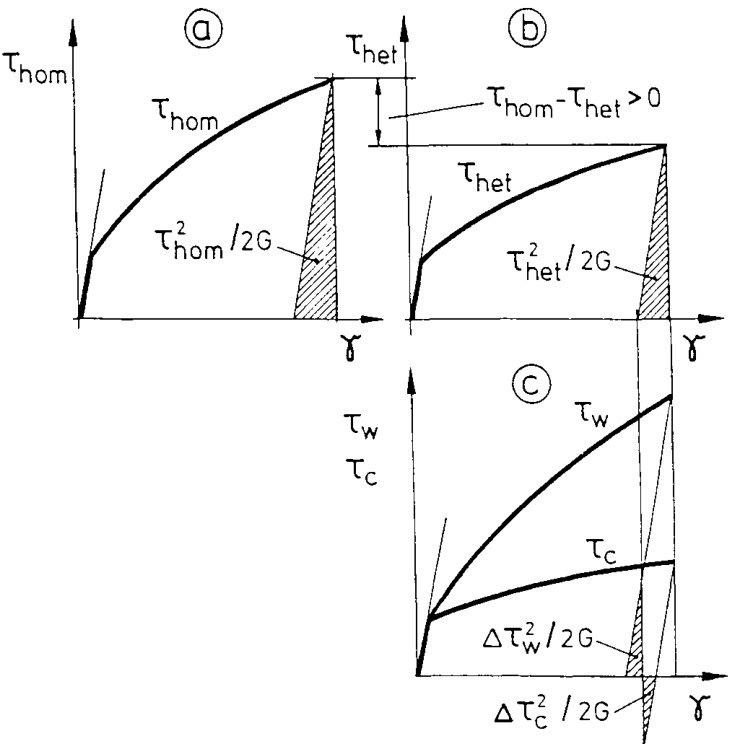 ⓐ
τhom
τhom
τ²hom/2G
γ
ⓑ
τhet
τhom-τhet>0
τhet
τ²het/2G
γ
ⓒ
τw
τc
τw
τc
Δτ²w/2G
Δτ²c/2G
γ